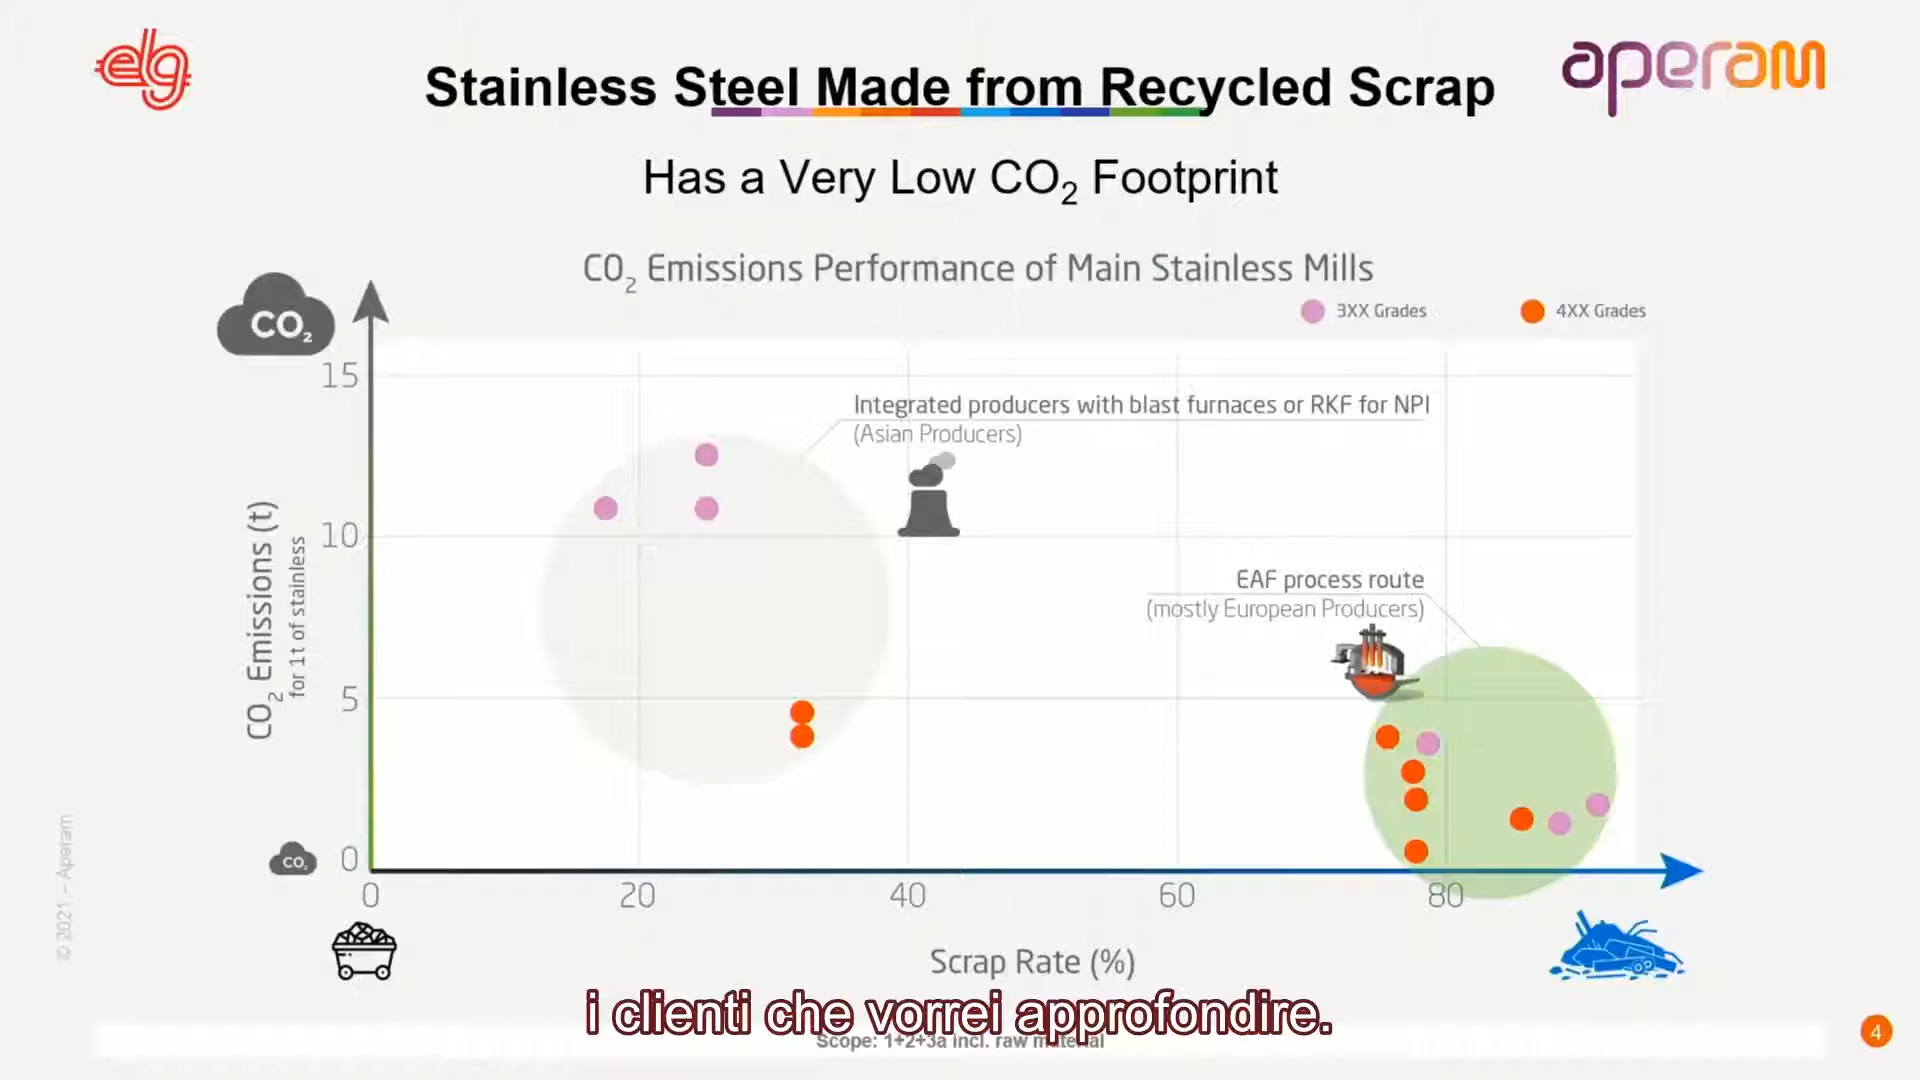 elg
aperam
Stainless Steel Made from Recycled Scrap
Has a Very Low CO₂ Footprint
CO₂ Emissions Performance of Main Stainless Mills
3XX Grades
4XX Grades
CO₂
15
Integrated producers with blast furnaces or RKF for NPI
(Asian Producers)
10
CO₂ Emissions (t)
for 1t of stainless
EAF process route
(mostly European Producers)
5
0
CO₂
0
20
40
60
80
Scrap Rate (%)
© 2021 – Aperam
i clienti che vorrei approfondire.
Scope: 1+2+3a incl. raw material
4